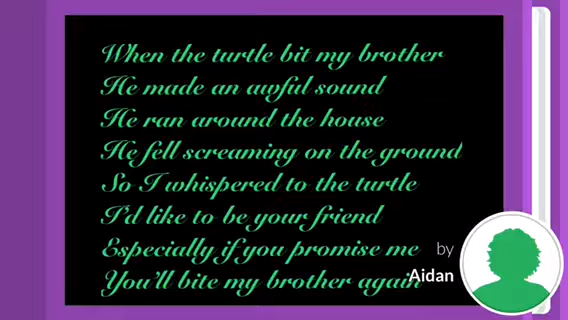 When the turtle bit my brother
He made an awful sound
He ran around the house
He fell screaming on the ground
So I whispered to the turtle
I'd like to be your friend
Especially if you promise me
You'll bite my brother again
by
Aidan